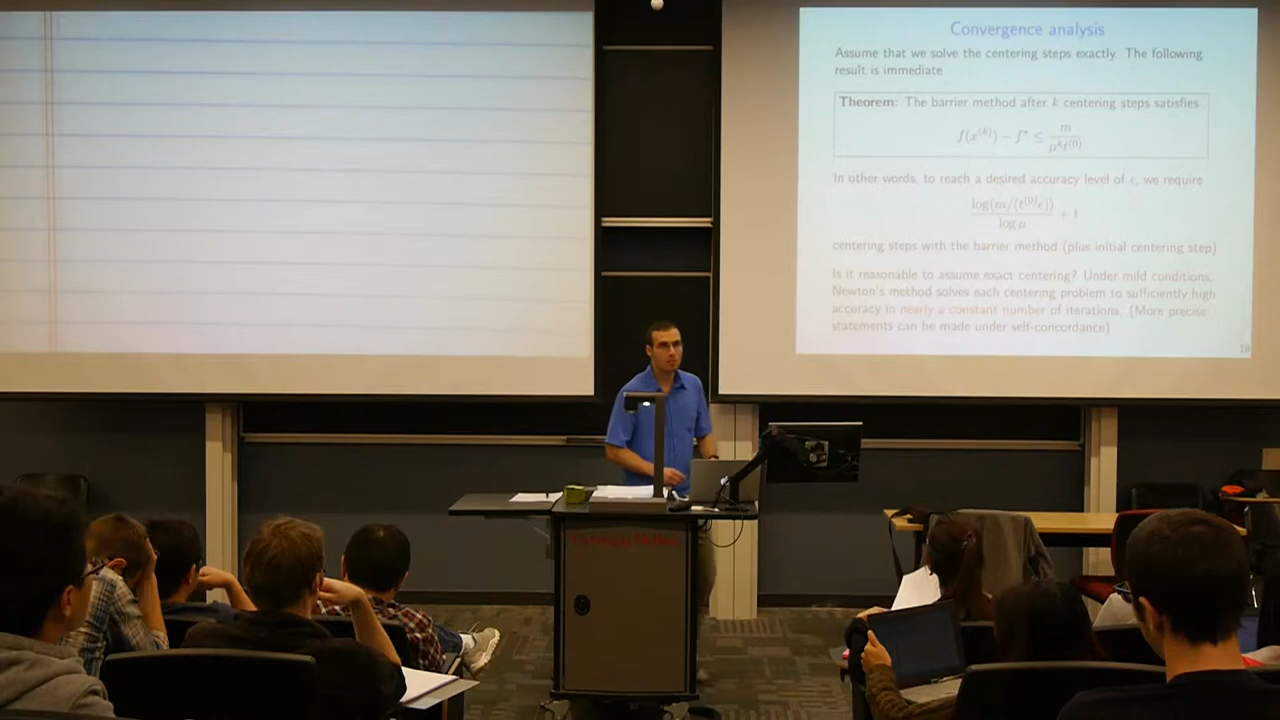 Convergence analysis
Assume that we solve the centering steps exactly. The following
result is immediate
Theorem: The barrier method after k centering steps satisfies
f(x^(k)) − f* ≤ m / (μ^k t^(0))
In other words, to reach a desired accuracy level of ε, we require
log(m/(t^(0)ε)) / log μ + 1
centering steps with the barrier method (plus initial centering step)
Is it reasonable to assume exact centering? Under mild conditions,
Newton's method solves each centering problem to sufficiently high
accuracy in nearly a constant number of iterations. (More precise
statements can be made under self-concordance)
18
Carnegie Mellon